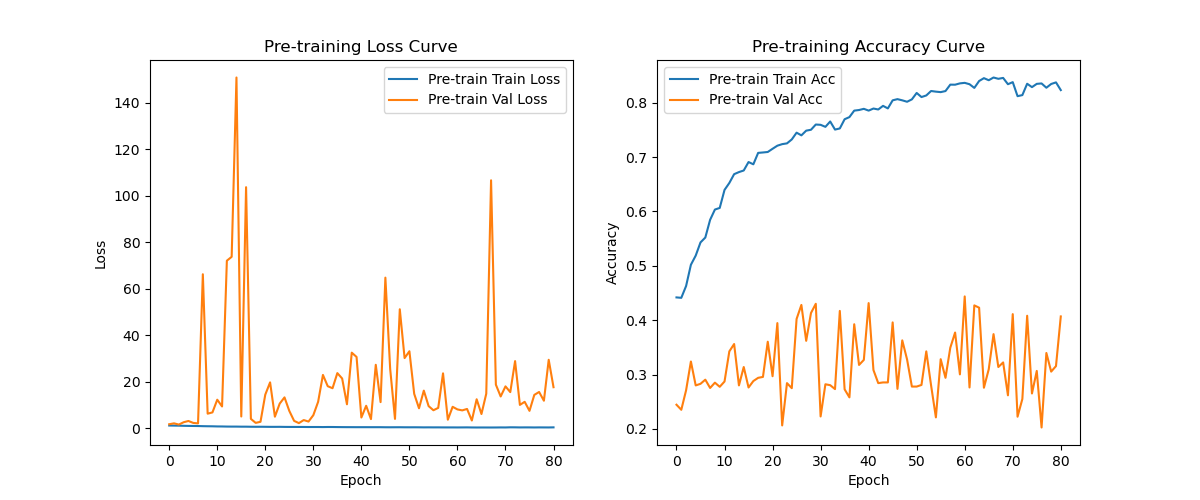 Pre-training Loss Curve
Pre-train Train Loss
Pre-train Val Loss
140
120
100
80
60
40
20
0
Loss
0 10 20 30 40 50 60 70 80
Epoch
Pre-training Accuracy Curve
Pre-train Train Acc
Pre-train Val Acc
0.8
0.7
0.6
0.5
0.4
0.3
0.2
Accuracy
0 10 20 30 40 50 60 70 80
Epoch